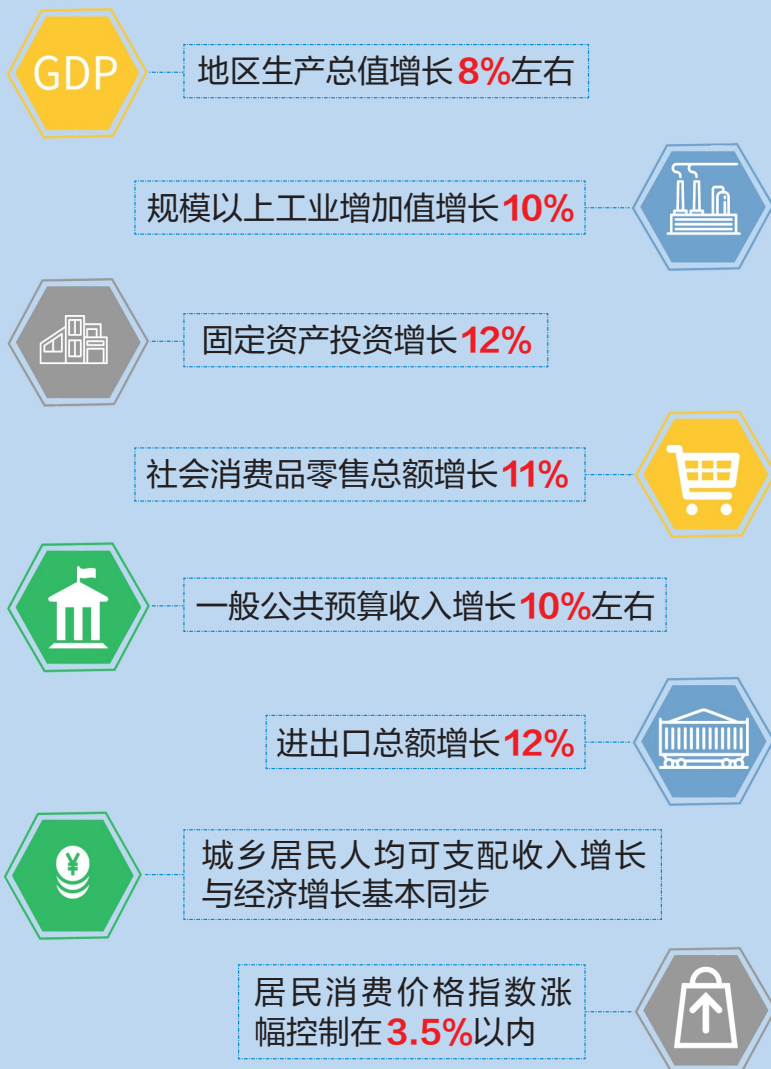 GDP
地区生产总值增长8%左右
规模以上工业增加值增长10%
固定资产投资增长12%
社会消费品零售总额增长11%
一般公共预算收入增长10%左右
进出口总额增长12%
¥
城乡居民人均可支配收入增长
与经济增长基本同步
居民消费价格指数涨
幅控制在3.5%以内